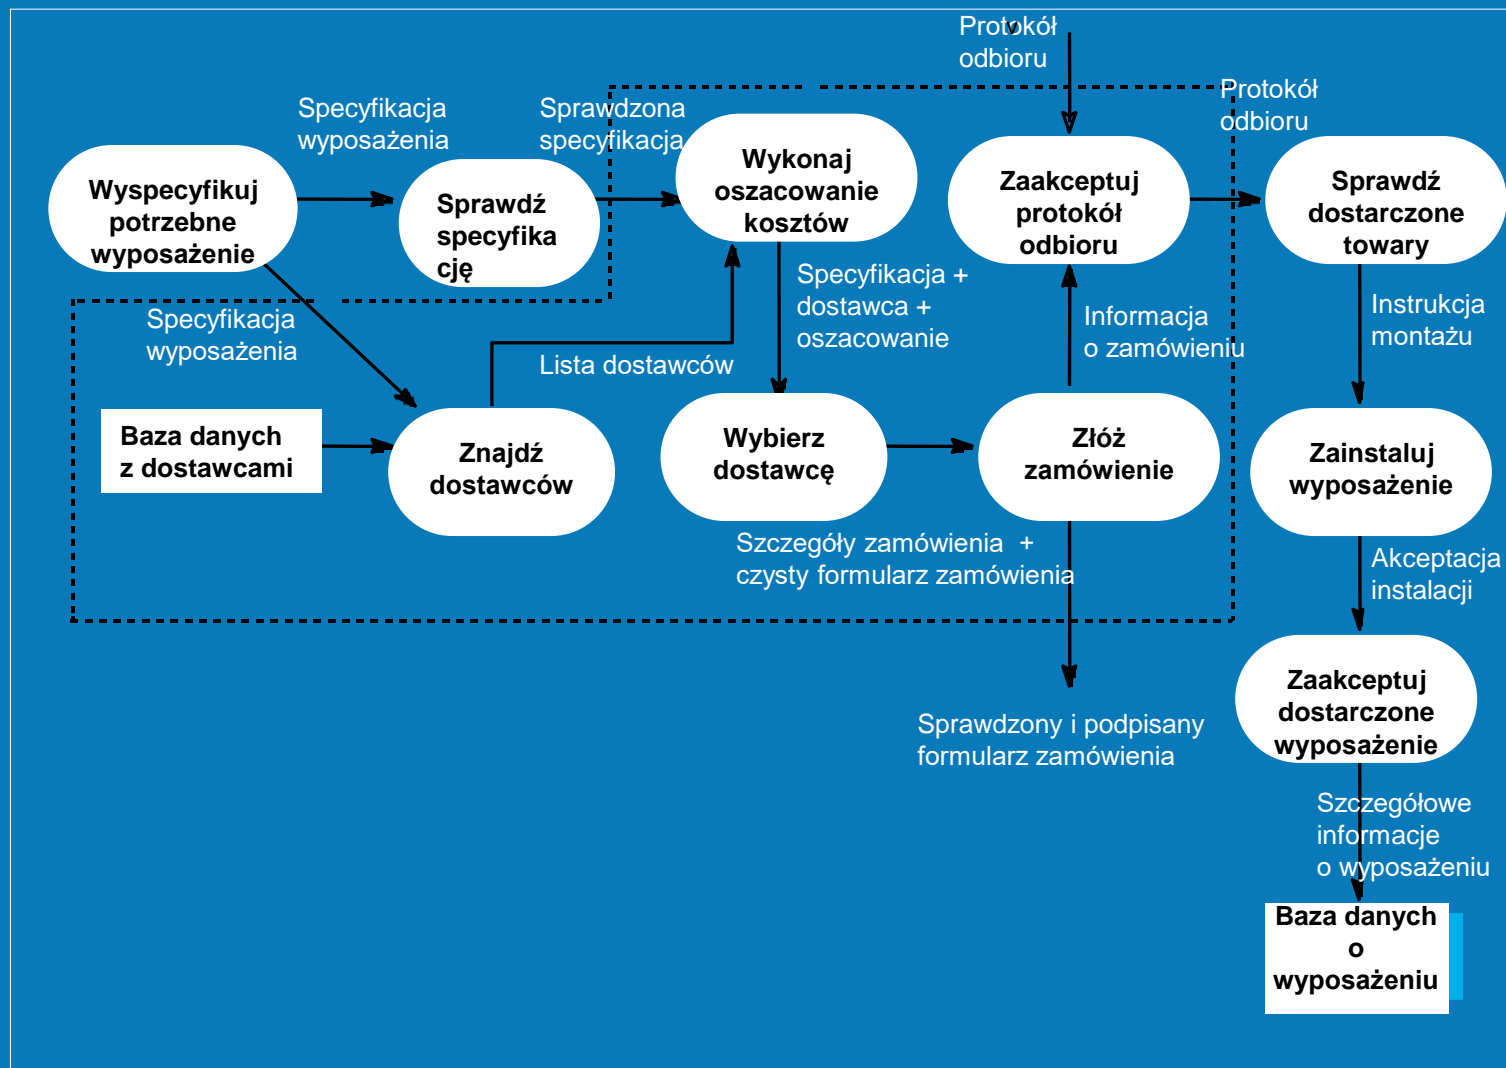 Protokół
odbioru
Specyfikacja
wyposażenia
Sprawdzona
specyfikacja
Protokół
odbioru
Wyspecyfikuj
potrzebne
wyposażenie
Sprawdź
specyfika
cję
Wykonaj
oszacowanie
kosztów
Zaakceptuj
protokół
odbioru
Sprawdź
dostarczone
towary
Specyfikacja
wyposażenia
Lista dostawców
Specyfikacja +
dostawca +
oszacowanie
Informacja
o zamówieniu
Instrukcja
montażu
Baza danych
z dostawcami
Znajdź
dostawców
Wybierz
dostawcę
Złóż
zamówienie
Zainstaluj
wyposażenie
Szczegóły zamówienia +
czysty formularz zamówienia
Akceptacja
instalacji
Sprawdzony i podpisany
formularz zamówienia
Zaakceptuj
dostarczone
wyposażenie
Szczegółowe
informacje
o wyposażeniu
Baza danych
o
wyposażeniu